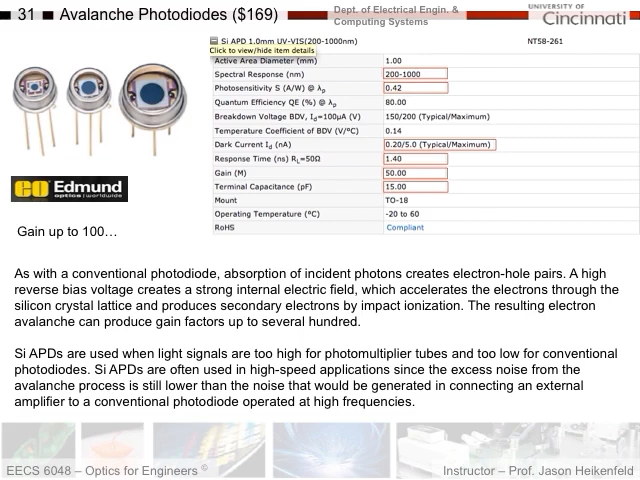 31 ■ Avalanche Photodiodes ($169)
Dept. of Electrical Engin. &
Computing Systems
UNIVERSITY OF
Cincinnati
Si APD 1.0mm UV-VIS(200-1000nm) NT58-261
Click to view/hide item details
Active Area Diameter (mm) 1.00
Spectral Response (nm) 200-1000
Photosensitivity S (A/W) @ λp 0.42
Quantum Efficiency QE (%) @ λp 80.00
Breakdown Voltage BDV, Id=100μA (V) 150/200 (Typical/Maximum)
Temperature Coefficient of BDV (V/°C) 0.14
Dark Current Id (nA) 0.20/5.0 (Typical/Maximum)
Response Time (ns) RL=50Ω 1.40
Gain (M) 50.00
Terminal Capacitance (pF) 15.00
Mount TO-18
Operating Temperature (°C) -20 to 60
RoHS Compliant
EO Edmund
optics | worldwide
Gain up to 100…
As with a conventional photodiode, absorption of incident photons creates electron-hole pairs. A high
reverse bias voltage creates a strong internal electric field, which accelerates the electrons through the
silicon crystal lattice and produces secondary electrons by impact ionization. The resulting electron
avalanche can produce gain factors up to several hundred.
Si APDs are used when light signals are too high for photomultiplier tubes and too low for conventional
photodiodes. Si APDs are often used in high-speed applications since the excess noise from the
avalanche process is still lower than the noise that would be generated in connecting an external
amplifier to a conventional photodiode operated at high frequencies.
EECS 6048 – Optics for Engineers ©
Instructor – Prof. Jason Heikenfeld